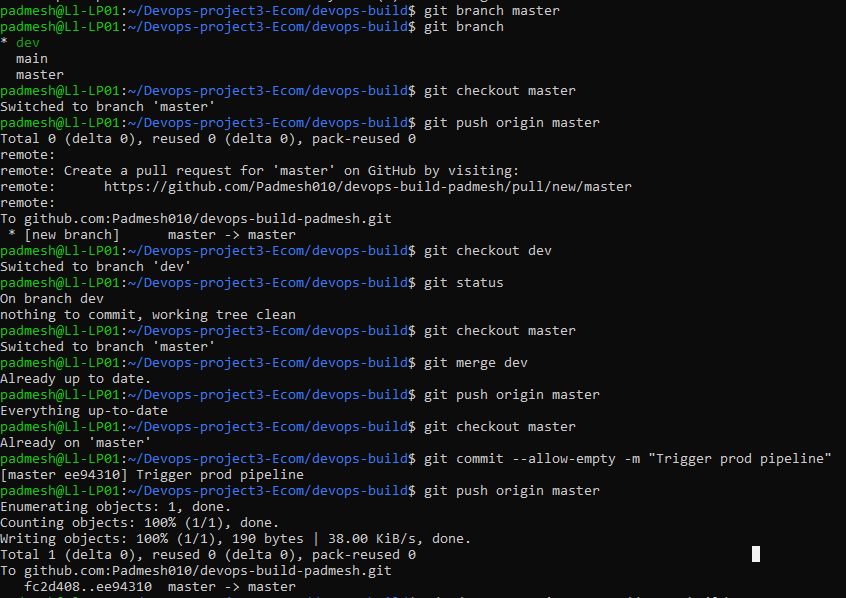 padmesh@Ll-LP01:~/Devops-project3-Ecom/devops-build$ git branch master
padmesh@Ll-LP01:~/Devops-project3-Ecom/devops-build$ git branch
* dev
  main
  master
padmesh@Ll-LP01:~/Devops-project3-Ecom/devops-build$ git checkout master
Switched to branch 'master'
padmesh@Ll-LP01:~/Devops-project3-Ecom/devops-build$ git push origin master
Total 0 (delta 0), reused 0 (delta 0), pack-reused 0
remote:
remote: Create a pull request for 'master' on GitHub by visiting:
remote:      https://github.com/Padmesh010/devops-build-padmesh/pull/new/master
remote:
To github.com:Padmesh010/devops-build-padmesh.git
 * [new branch]      master -> master
padmesh@Ll-LP01:~/Devops-project3-Ecom/devops-build$ git checkout dev
Switched to branch 'dev'
padmesh@Ll-LP01:~/Devops-project3-Ecom/devops-build$ git status
On branch dev
nothing to commit, working tree clean
padmesh@Ll-LP01:~/Devops-project3-Ecom/devops-build$ git checkout master
Switched to branch 'master'
padmesh@Ll-LP01:~/Devops-project3-Ecom/devops-build$ git merge dev
Already up to date.
padmesh@Ll-LP01:~/Devops-project3-Ecom/devops-build$ git push origin master
Everything up-to-date
padmesh@Ll-LP01:~/Devops-project3-Ecom/devops-build$ git checkout master
Already on 'master'
padmesh@Ll-LP01:~/Devops-project3-Ecom/devops-build$ git commit --allow-empty -m "Trigger prod pipeline"
[master ee94310] Trigger prod pipeline
padmesh@Ll-LP01:~/Devops-project3-Ecom/devops-build$ git push origin master
Enumerating objects: 1, done.
Counting objects: 100% (1/1), done.
Writing objects: 100% (1/1), 190 bytes | 38.00 KiB/s, done.
Total 1 (delta 0), reused 0 (delta 0), pack-reused 0
To github.com:Padmesh010/devops-build-padmesh.git
   fc2d408..ee94310  master -> master